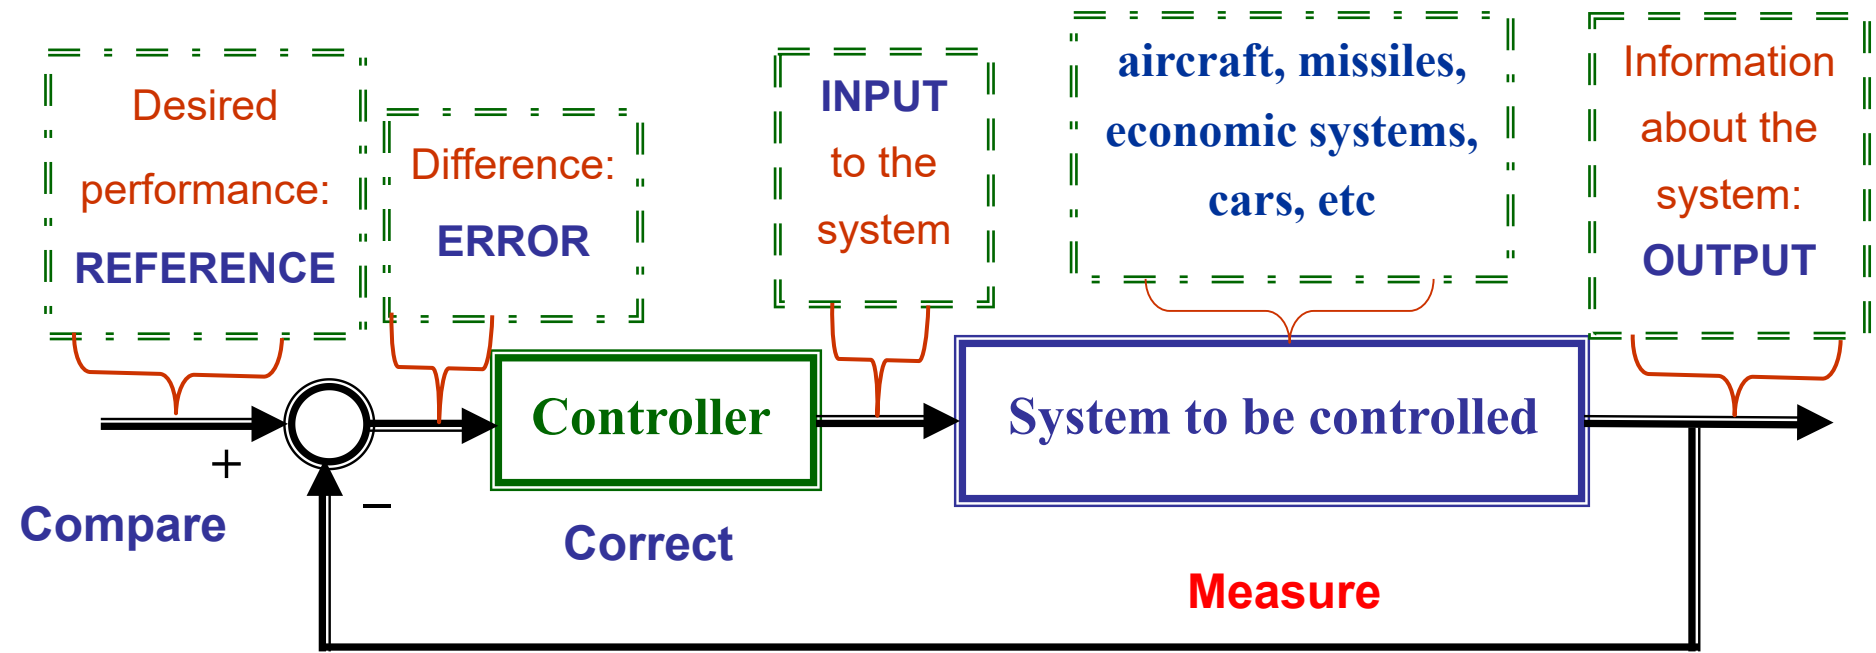 Desired
performance:
REFERENCE
Difference:
ERROR
INPUT
to the
system
aircraft, missiles,
economic systems,
cars, etc
Information
about the
system:
OUTPUT
Controller
System to be controlled
+
−
Compare
Correct
Measure